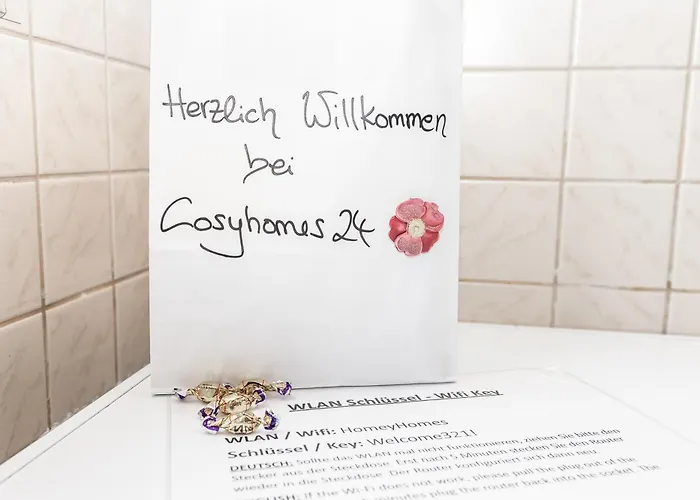 Herzlich Willkommen
bei
Cosyhomes 24
WLAN Schlüssel - Wifi Key
WLAN / Wifi: HomeyHomes
Schlüssel / Key: Welcome321!
DEUTSCH: Sollte das WLAN mal nicht funktionieren, ziehen Sie bitte den
Stecker aus der Steckdose. Erst nach 5 Minuten stecken Sie den Router
wieder in die Steckdose. Der Router konfiguriert sich dann neu
ENGLISH: If the Wi-Fi does not work, please pull the plug out of the
minutes plug the router back into the socket. The